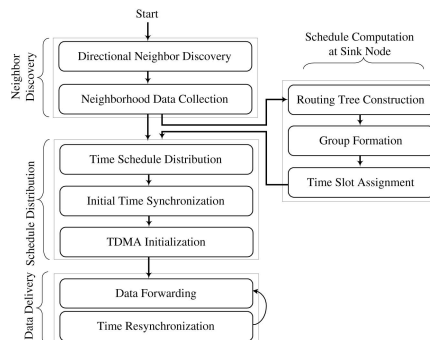 Start
Neighbor
Discovery
Directional Neighbor Discovery
Neighborhood Data Collection
Schedule Computation
at Sink Node
Routing Tree Construction
Group Formation
Time Slot Assignment
Schedule Distribution
Time Schedule Distribution
Initial Time Synchronization
TDMA Initialization
Data Delivery
Data Forwarding
Time Resynchronization